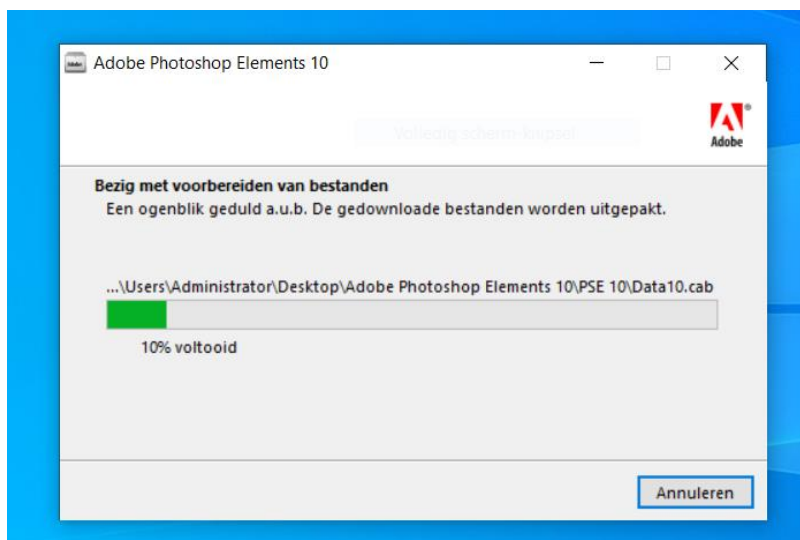 Adobe Photoshop Elements 10
Adobe
Bezig met voorbereiden van bestanden
Een ogenblik geduld a.u.b. De gedownloade bestanden worden uitgepakt.
...\Users\Administrator\Desktop\Adobe Photoshop Elements 10\PSE 10\Data10.cab
10% voltooid
Annuleren